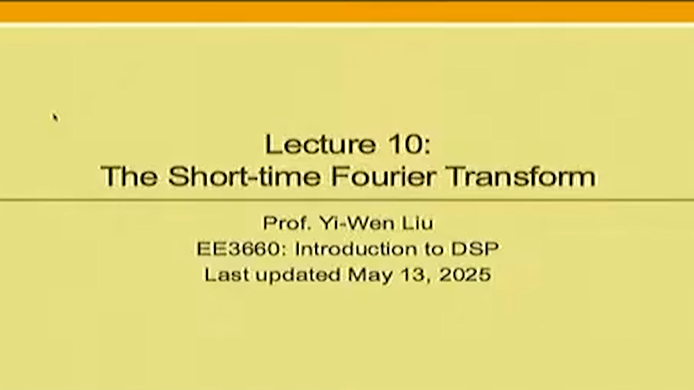 Lecture 10:
The Short-time Fourier Transform
Prof. Yi-Wen Liu
EE3660: Introduction to DSP
Last updated May 13, 2025